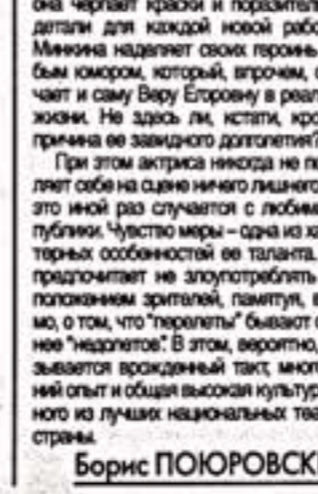 она черпает краски и поразител
детали для каждой новой рабо
Минкина наделяет своих героинь
бым юмором, который, впрочем, о
чает и саму Веру Егоровну в реал
жизни. Не здесь ли, кстати, кро
причина ее завидного долголетия?
При этом актриса никогда не по
ляет себе на сцене ничего лишнего
это иной раз случается с любим
публики. Чувство меры – одна из ха
терных особенностей ее таланта.
предпочитает не злоупотреблять
положением зрителей, памятуя, в
мо, о том, что "перелеты" бывают о
нее "недолетов". В этом, вероятно,
зывается врожденный такт, много
ний опыт и общая высокая культур
ного из лучших национальных теа
страны.
Борис ПОЮРОВСКИ